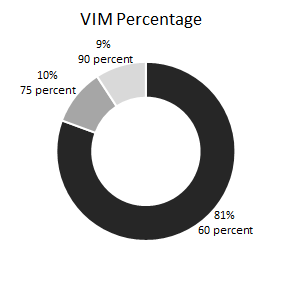 VIM Percentage
9%
90 percent
10%
75 percent
81%
60 percent